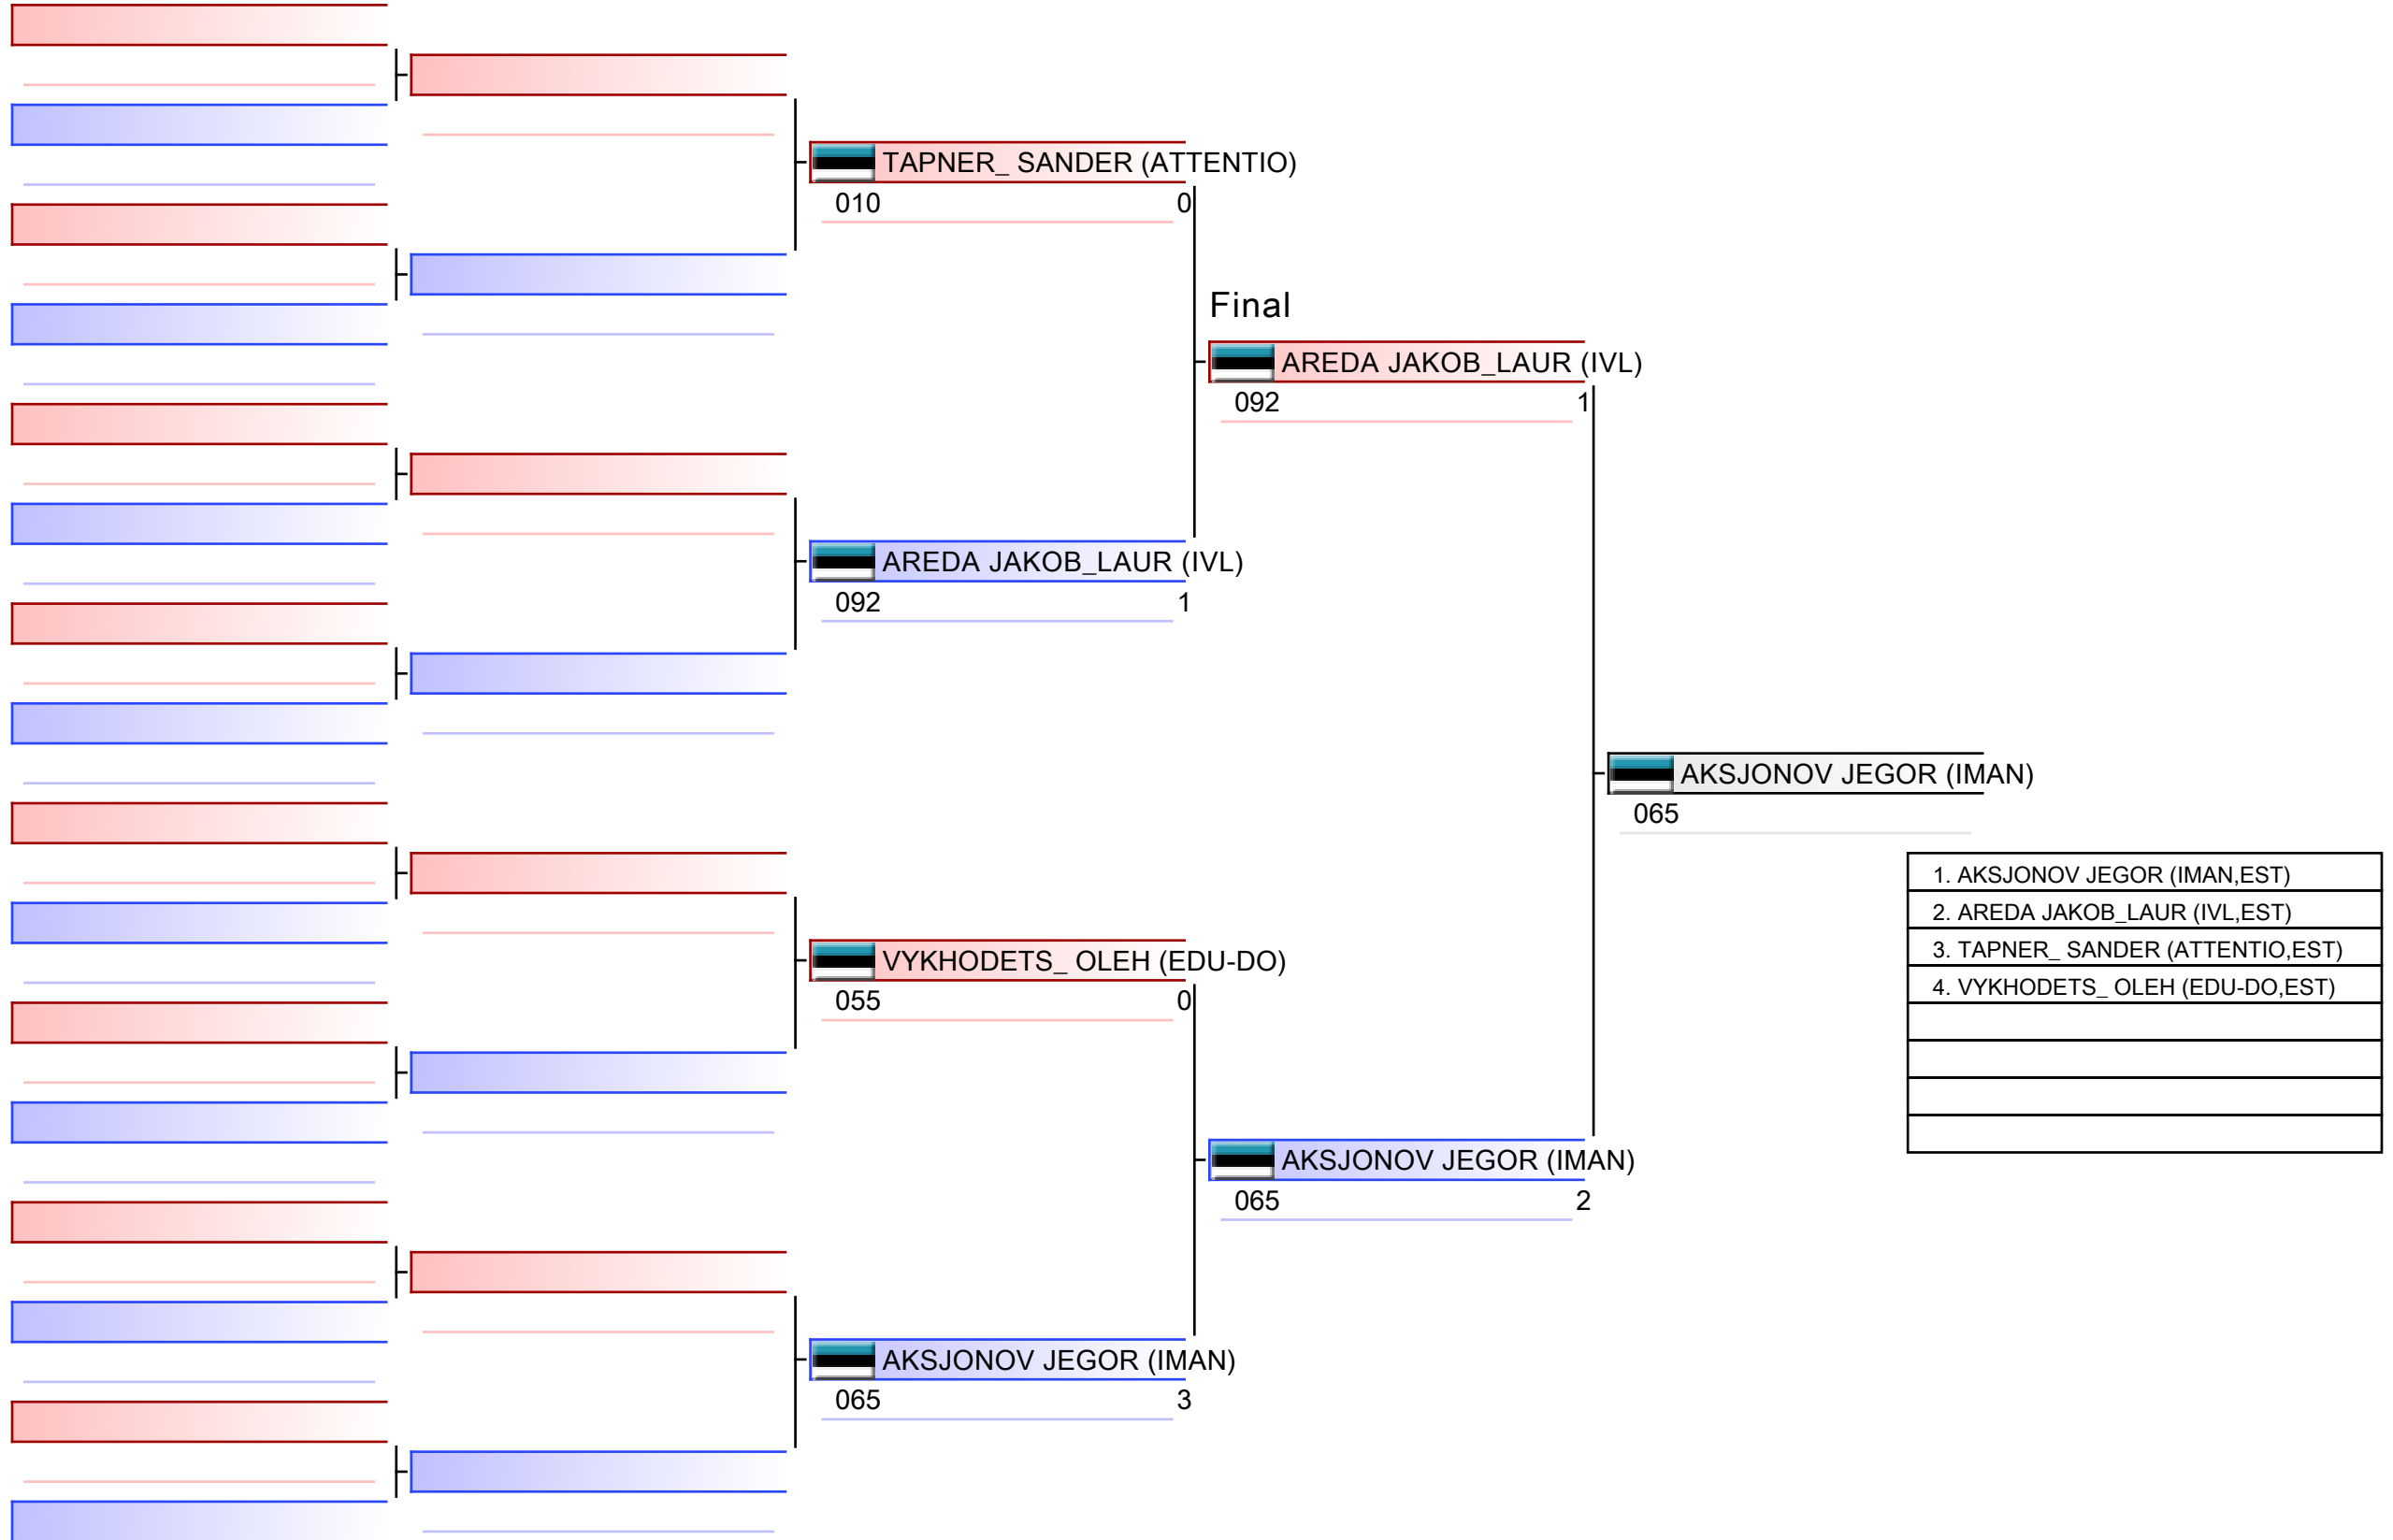 TAPNER_ SANDER (ATTENTIO)
010 0
Final
AREDA JAKOB_LAUR (IVL)
092 1
AREDA JAKOB_LAUR (IVL)
092 1
AKSJONOV JEGOR (IMAN)
065
1. AKSJONOV JEGOR (IMAN,EST)
2. AREDA JAKOB_LAUR (IVL,EST)
3. TAPNER_ SANDER (ATTENTIO,EST)
4. VYKHODETS_ OLEH (EDU-DO,EST)
VYKHODETS_ OLEH (EDU-DO)
055 0
AKSJONOV JEGOR (IMAN)
065 2
AKSJONOV JEGOR (IMAN)
065 3